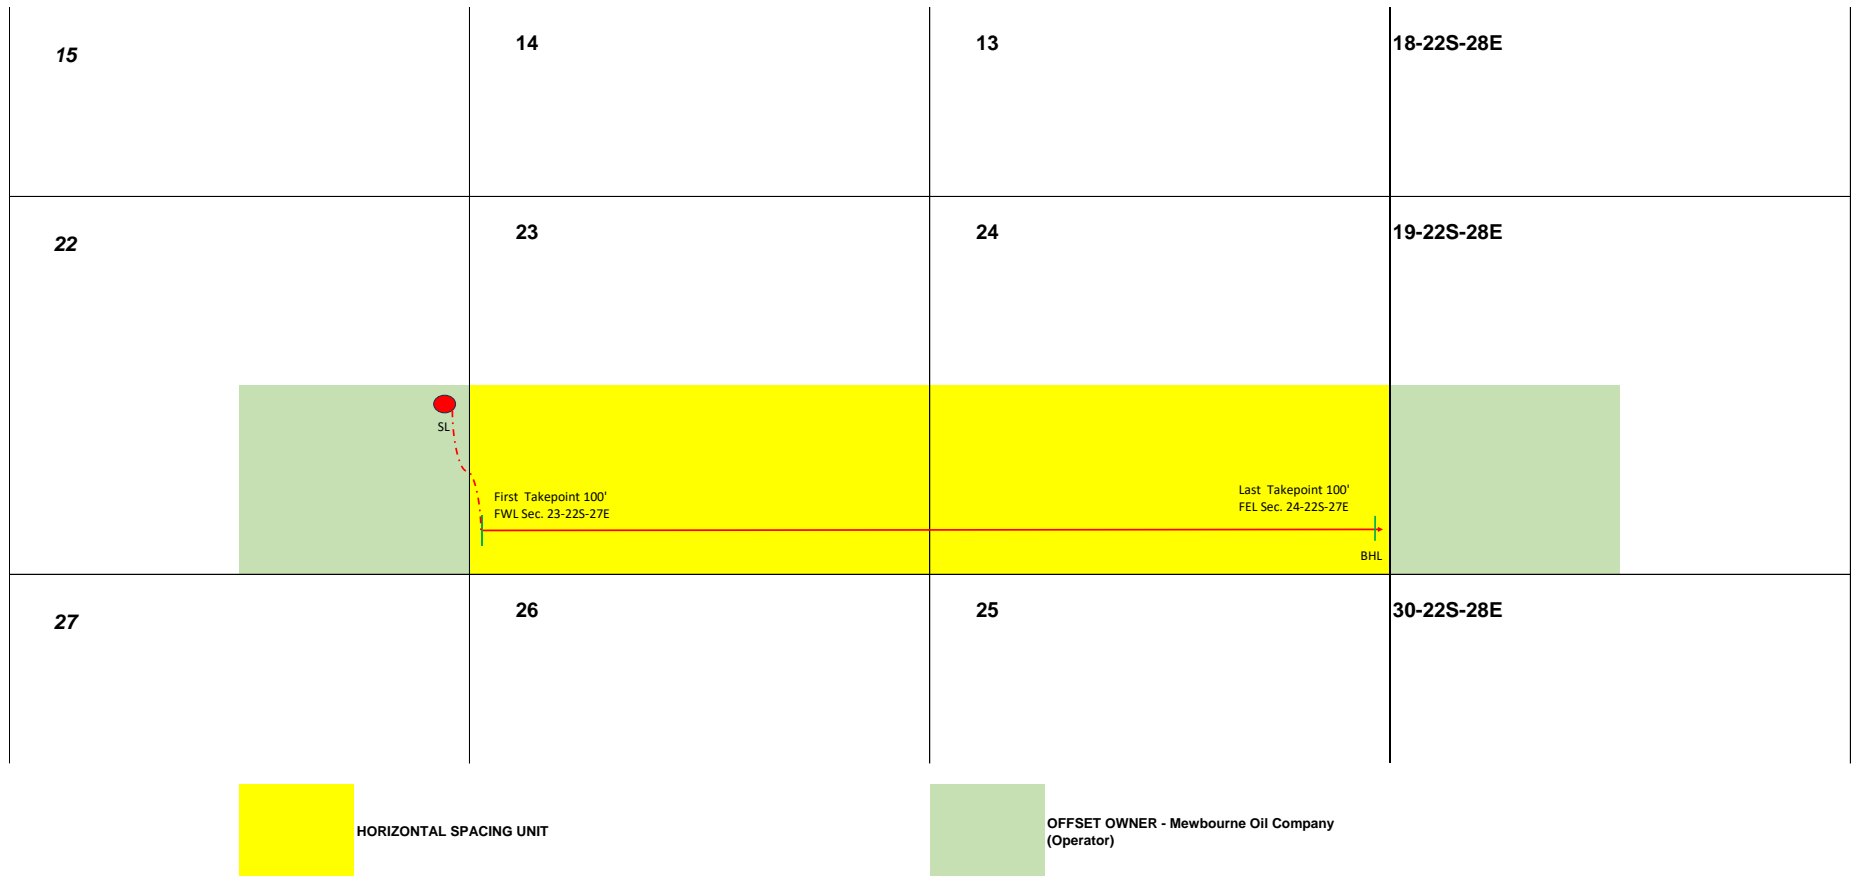 15
14
13
18-22S-28E
22
23
24
19-22S-28E
SL
First Takepoint 100'
FWL Sec. 23-22S-27E
Last Takepoint 100'
FEL Sec. 24-22S-27E
BHL
27
26
25
30-22S-28E
HORIZONTAL SPACING UNIT
OFFSET OWNER - Mewbourne Oil Company
(Operator)